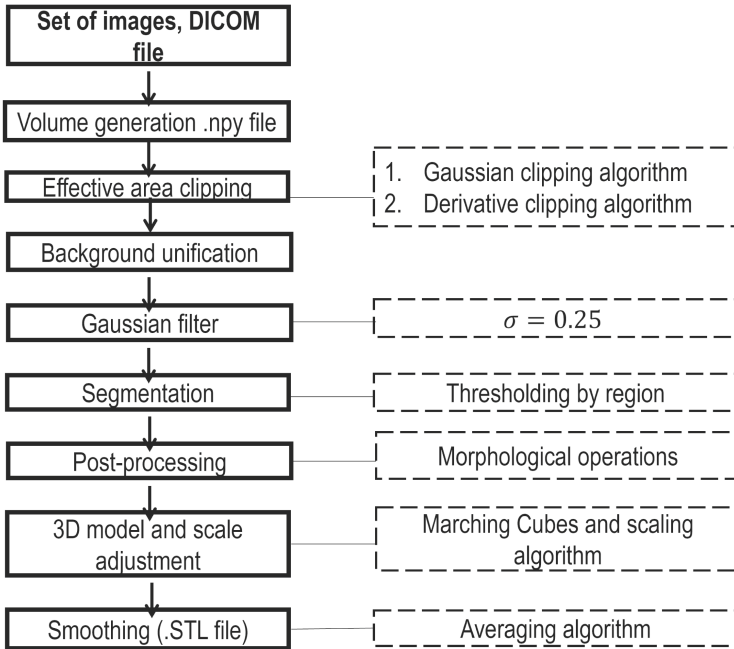 Set of images, DICOM
file
Volume generation .npy file
Effective area clipping
1. Gaussian clipping algorithm
2. Derivative clipping algorithm
Background unification
Gaussian filter
σ = 0.25
Segmentation
Thresholding by region
Post-processing
Morphological operations
3D model and scale
adjustment
Marching Cubes and scaling
algorithm
Smoothing (.STL file)
Averaging algorithm